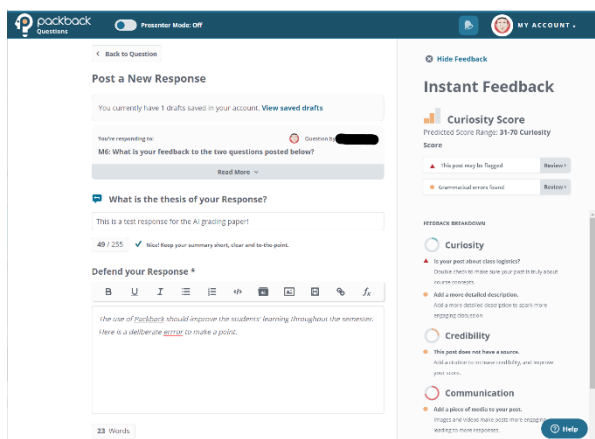 packback
Questions
Presenter Mode: Off
MY ACCOUNT
Back to Question
Post a New Response
You currently have 1 drafts saved in your account. View saved drafts
You're responding to:
Question by
M6: What is your feedback to the two questions posted below?
Read More
What is the thesis of your Response?
This is a test response for the AI grading paper!
49 / 255 Nice! Keep your summary short, clear and to-the-point.
Defend your Response *
B U I </> fx
The use of Packback should improve the students' learning throughout the semester.
Here is a deliberate errror to make a point.
23 Words
Hide Feedback
Instant Feedback
Curiosity Score
Predicted Score Range: 31-70 Curiosity
Score
This post may be flagged Review
Grammatical errors found Review
FEEDBACK BREAKDOWN
Curiosity
Is your post about class logistics?
Double check to make sure your post is truly about
course concepts.
Add a more detailed description.
Add a more detailed description to spark more
engaging discussion.
Credibility
This post does not have a source.
Add a citation to increase credibility, and improve
your score.
Communication
Add a piece of media to your post.
Images and videos make posts more engaging
leading to more responses.
Help